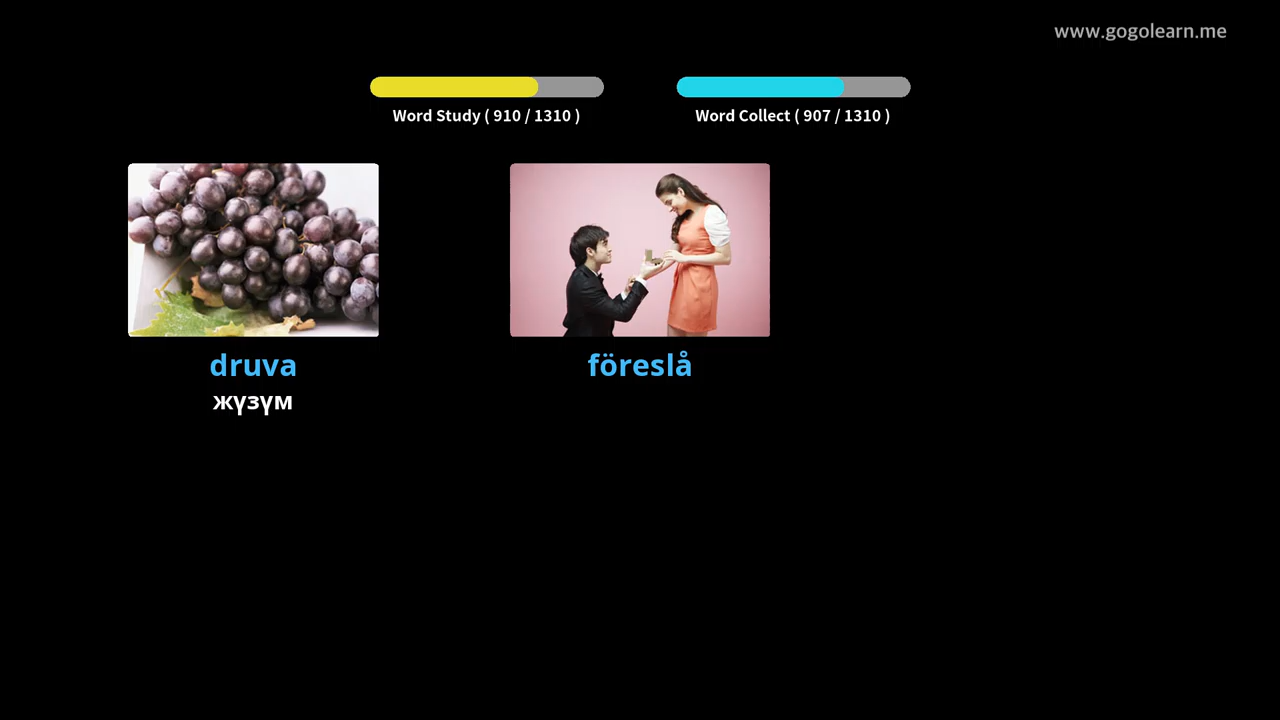 www.gogolearn.me
Word Study ( 910 / 1310 )
Word Collect ( 907 / 1310 )
druva
жүзүм
föreslå